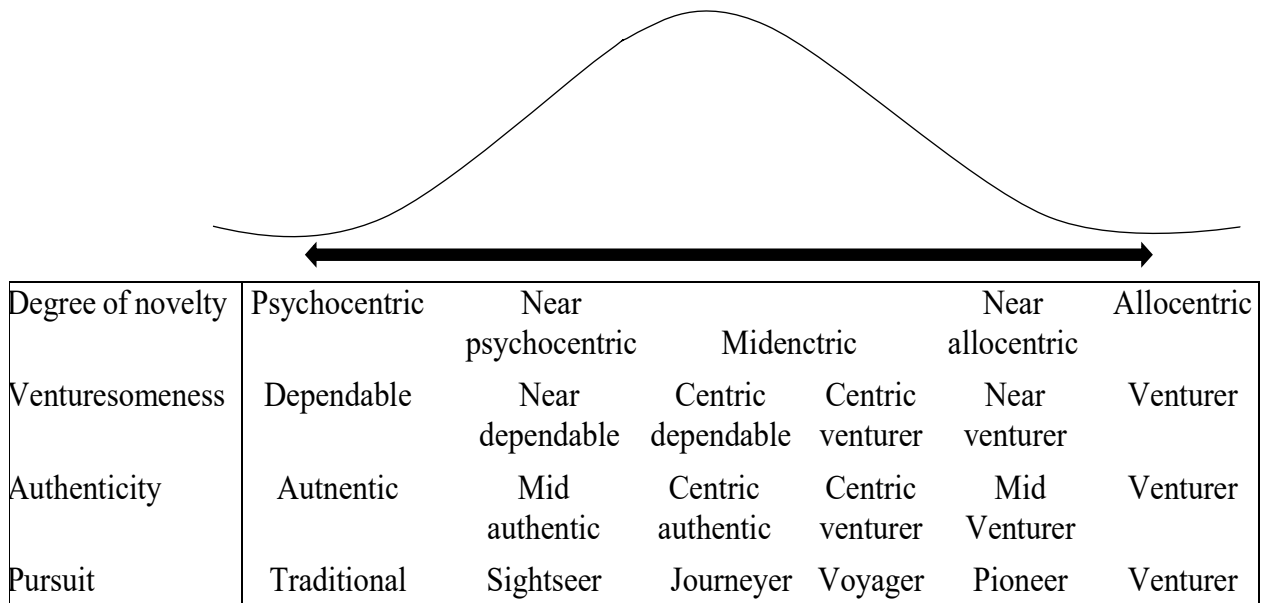 Degree of novelty Psychocentric Near Near Allocentric
psychocentric Midenctric allocentric
Venturesomeness Dependable Near Centric Centric Near Venturer
dependable dependable venturer venturer
Authenticity Autnentic Mid Centric Centric Mid Venturer
authentic authentic venturer Venturer
Pursuit Traditional Sightseer Journeyer Voyager Pioneer Venturer